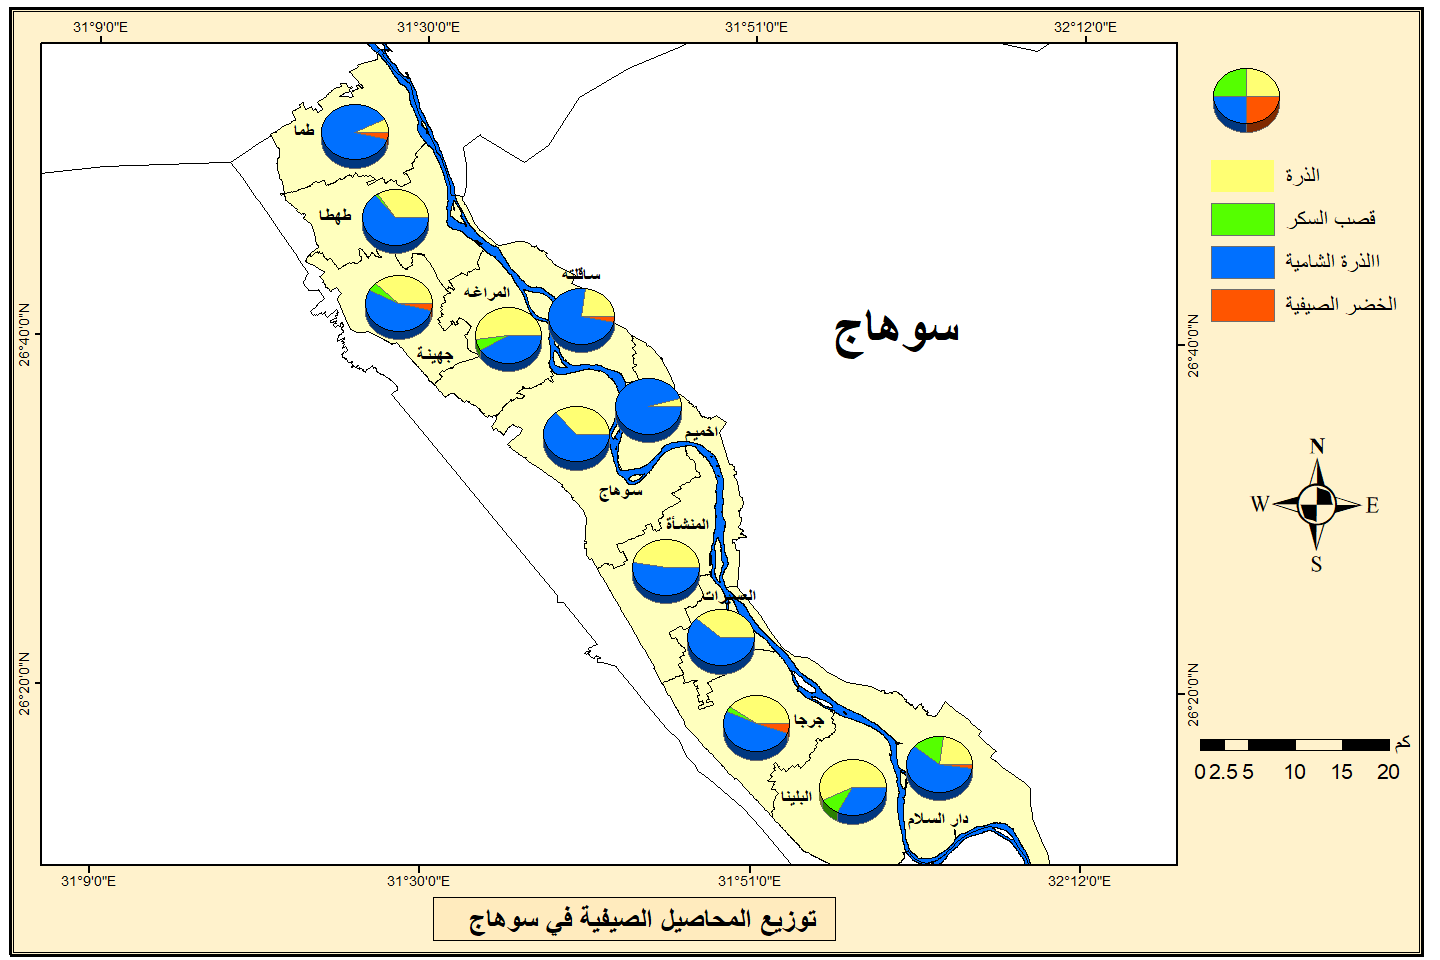 31°9'0"E
31°30'0"E
31°51'0"E
32°12'0"E
طما
طهطا
ساقلته
المراغه
جهينة
سوهاج
الذرة
قصب السكر
االذرة الشامية
الخضر الصيفية
26°40'0"N
26°40'0"N
اخميم
سوهاج
المنشأة
العسيرات
N
W
E
S
26°20'0"N
26°20'0"N
جرجا
البلينا
دار السلام
كم
0 2.5 5 10 15 20
31°9'0"E
31°30'0"E
31°51'0"E
32°12'0"E
توزيع المحاصيل الصيفية في سوهاج